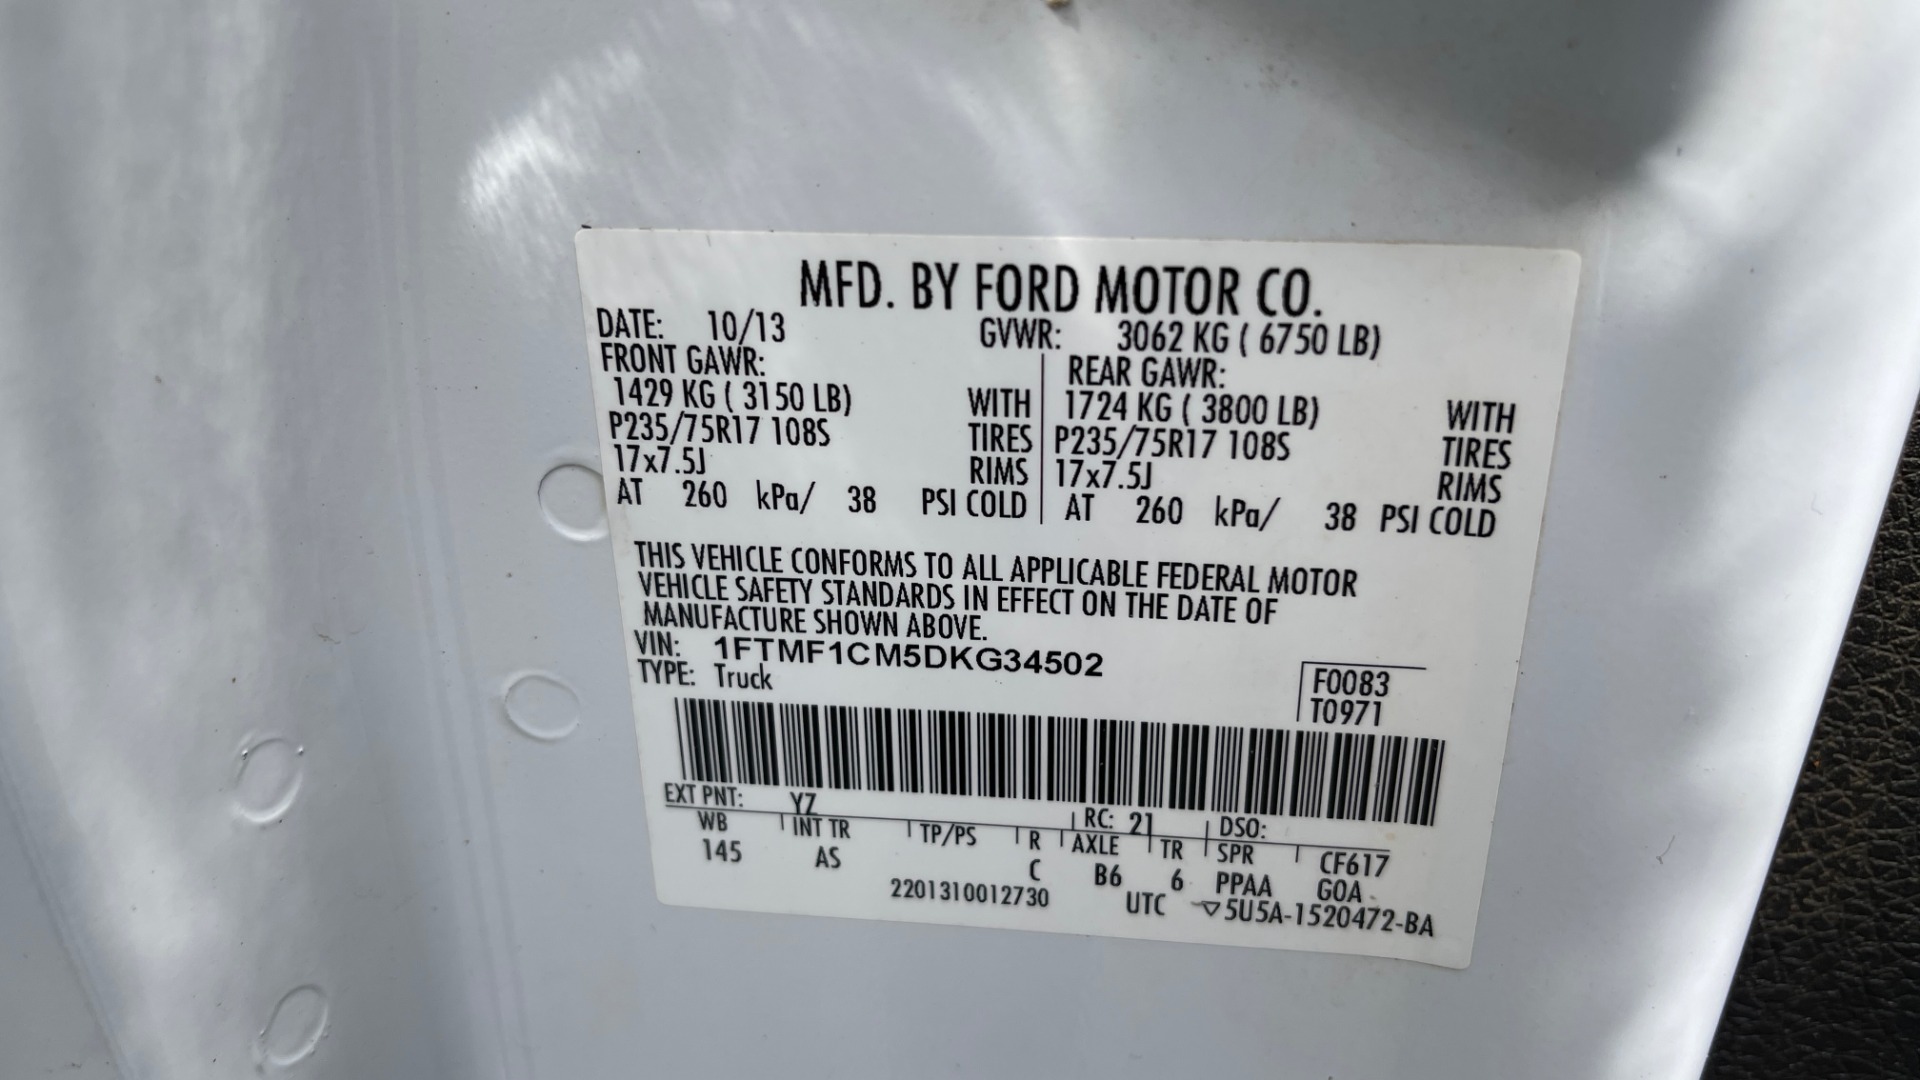 MFD. BY FORD MOTOR CO.
DATE: 10/13 GVWR: 3062 KG ( 6750 LB)
FRONT GAWR: REAR GAWR:
1429 KG ( 3150 LB) WITH 1724 KG ( 3800 LB) WITH
P235/75R17 108S TIRES P235/75R17 108S TIRES
17x7.5J RIMS 17x7.5J RIMS
AT 260 kPa/ 38 PSI COLD AT 260 kPa/ 38 PSI COLD
THIS VEHICLE CONFORMS TO ALL APPLICABLE FEDERAL MOTOR
VEHICLE SAFETY STANDARDS IN EFFECT ON THE DATE OF
MANUFACTURE SHOWN ABOVE.
VIN: 1FTMF1CM5DKG34502
TYPE: Truck
F0083
T0971
EXT PNT: YZ RC: 21 DSO:
WB INT TR TP/PS R AXLE TR SPR CF617
145 AS C B6 6 PPAA GOA
2201310012730 UTC ▽5U5A-1520472-BA